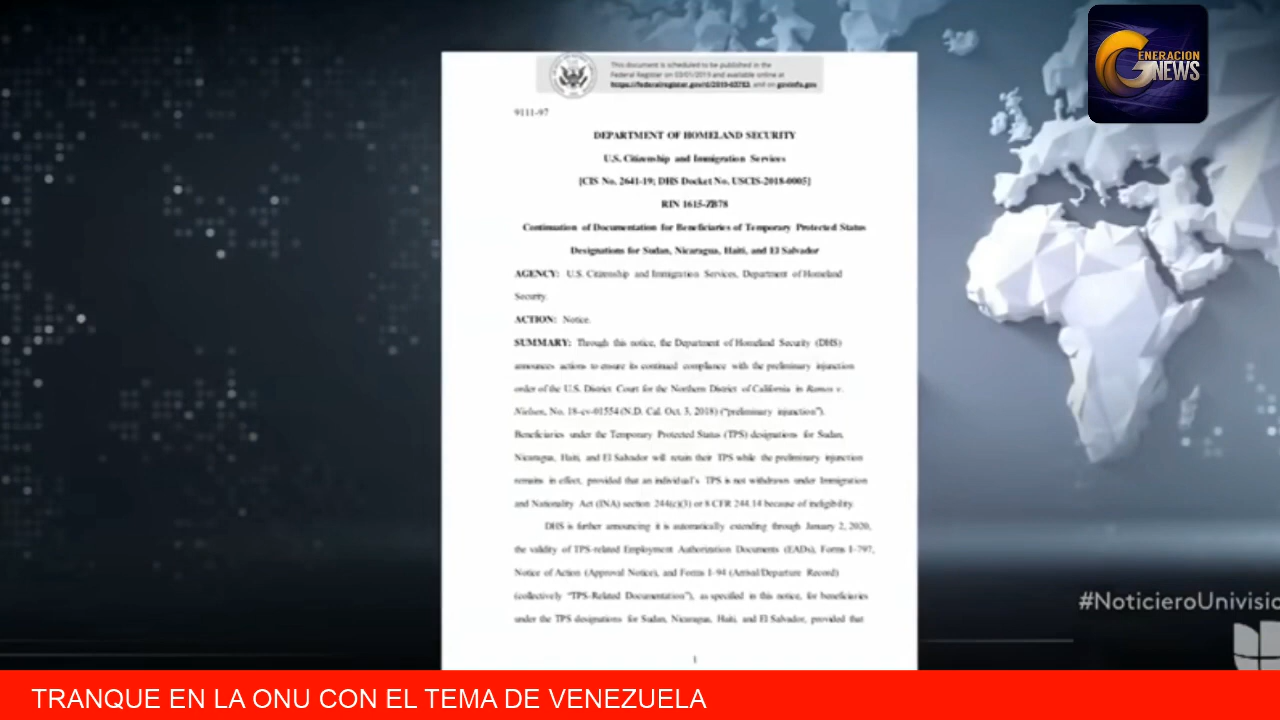 GENERACION
NEWS
This document is scheduled to be published in the
Federal Register on 03/01/2019 and available online at
https://federalregister.gov/d/2019-03783, and on govinfo.gov
9111-97
DEPARTMENT OF HOMELAND SECURITY
U.S. Citizenship and Immigration Services
[CIS No. 2641-19; DHS Docket No. USCIS-2018-0005]
RIN 1615-ZB78
Continuation of Documentation for Beneficiaries of Temporary Protected Status
Designations for Sudan, Nicaragua, Haiti, and El Salvador
AGENCY: U.S. Citizenship and Immigration Services, Department of Homeland
Security.
ACTION: Notice.
SUMMARY: Through this notice, the Department of Homeland Security (DHS)
announces actions to ensure its continued compliance with the preliminary injunction
order of the U.S. District Court for the Northern District of California in Ramos v.
Nielsen, No. 18-cv-01554 (N.D. Cal. Oct. 3, 2018) (“preliminary injunction”).
Beneficiaries under the Temporary Protected Status (TPS) designations for Sudan,
Nicaragua, Haiti, and El Salvador will retain their TPS while the preliminary injunction
remains in effect, provided that an individual’s TPS is not withdrawn under Immigration
and Nationality Act (INA) section 244(c)(3) or 8 CFR 244.14 because of ineligibility.
DHS is further announcing it is automatically extending through January 2, 2020,
the validity of TPS-related Employment Authorization Documents (EADs), Forms I-797,
Notice of Action (Approval Notice), and Forms I-94 (Arrival/Departure Record)
(collectively “TPS-Related Documentation”), as specified in this notice, for beneficiaries
under the TPS designations for Sudan, Nicaragua, Haiti, and El Salvador, provided that
1
#NoticieroUnivisio
TRANQUE EN LA ONU CON EL TEMA DE VENEZUELA